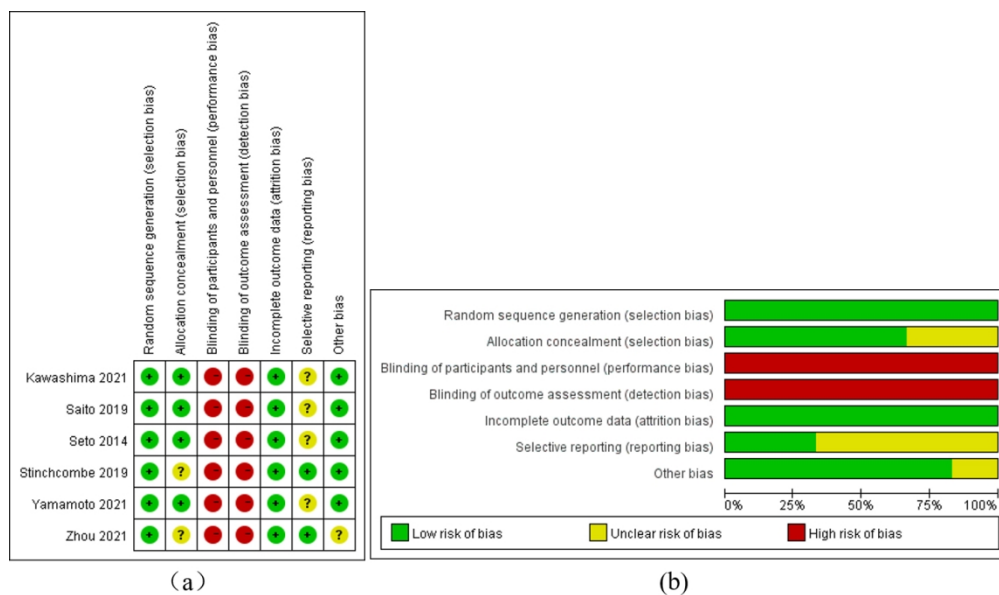 Random sequence generation (selection bias)
Allocation concealment (selection bias)
Blinding of participants and personnel (performance bias)
Blinding of outcome assessment (detection bias)
Incomplete outcome data (attrition bias)
Selective reporting (reporting bias)
Other bias
Kawashima 2021 + + - - + ? +
Saito 2019 + + - - + ? +
Seto 2014 + + - - + ? +
Stinchcombe 2019 + ? - - + + +
Yamamoto 2021 + + - - + ? +
Zhou 2021 + ? - - + + ?
(a)
Random sequence generation (selection bias)
Allocation concealment (selection bias)
Blinding of participants and personnel (performance bias)
Blinding of outcome assessment (detection bias)
Incomplete outcome data (attrition bias)
Selective reporting (reporting bias)
Other bias
0% 25% 50% 75% 100%
Low risk of bias Unclear risk of bias High risk of bias
(b)